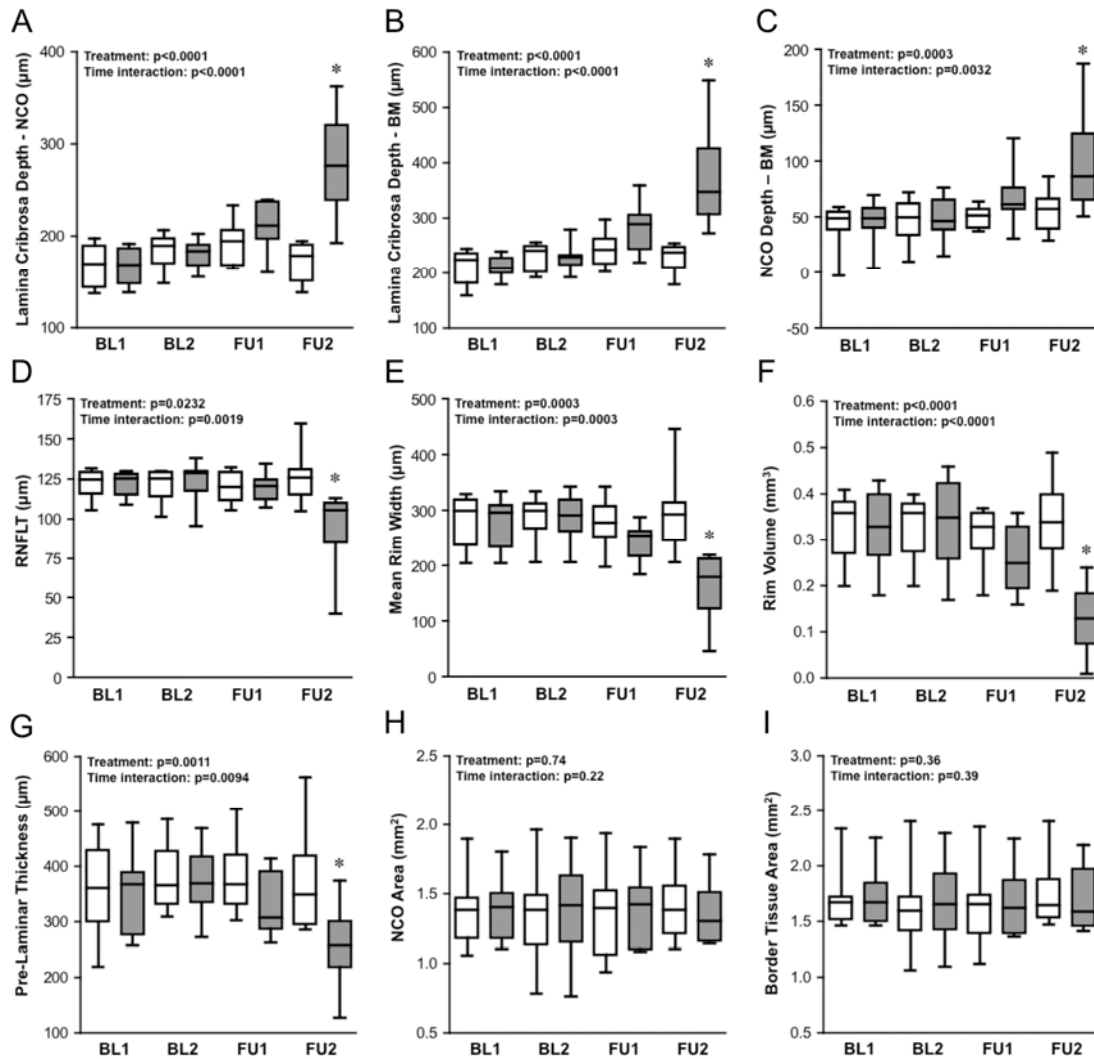 A
Treatment: p<0.0001
Time interaction: p<0.0001
Lamina Cribrosa Depth - NCO (µm)
400
300
200
100
*
BL1 BL2 FU1 FU2
B
Treatment: p<0.0001
Time interaction: p<0.0001
Lamina Cribrosa Depth - BM (µm)
600
500
400
300
200
100
*
BL1 BL2 FU1 FU2
C
Treatment: p=0.0003
Time interaction: p=0.0032
NCO Depth – BM (µm)
200
150
100
50
0
-50
*
BL1 BL2 FU1 FU2
D
Treatment: p=0.0232
Time interaction: p=0.0019
RNFLT (µm)
175
150
125
100
75
50
25
0
*
BL1 BL2 FU1 FU2
E
Treatment: p=0.0003
Time interaction: p=0.0003
Mean Rim Width (µm)
500
400
300
200
100
0
*
BL1 BL2 FU1 FU2
F
Treatment: p<0.0001
Time interaction: p<0.0001
Rim Volume (mm³)
0.6
0.5
0.4
0.3
0.2
0.1
0.0
*
BL1 BL2 FU1 FU2
G
Treatment: p=0.0011
Time interaction: p=0.0094
Pre-Laminar Thickness (µm)
600
500
400
300
200
100
*
BL1 BL2 FU1 FU2
H
Treatment: p=0.74
Time interaction: p=0.22
NCO Area (mm²)
2.5
2.0
1.5
1.0
0.5
BL1 BL2 FU1 FU2
I
Treatment: p=0.36
Time interaction: p=0.39
Border Tissue Area (mm²)
3.0
2.5
2.0
1.5
1.0
0.5
BL1 BL2 FU1 FU2